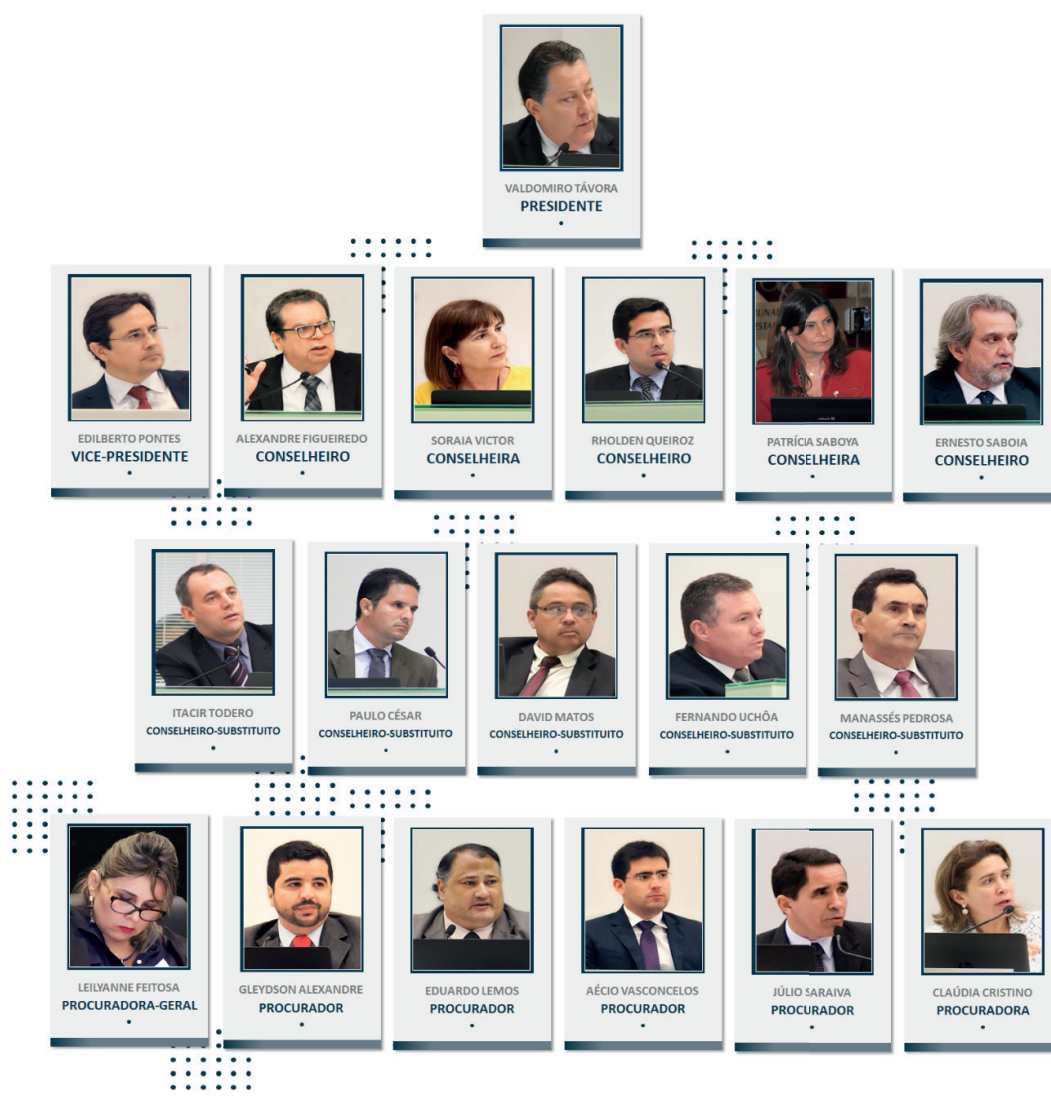 VALDOMIRO TÁVORA
PRESIDENTE
EDILBERTO PONTES
VICE-PRESIDENTE
ALEXANDRE FIGUEIREDO
CONSELHEIRO
SORAIA VICTOR
CONSELHEIRA
RHOLDEN QUEIROZ
CONSELHEIRO
PATRÍCIA SABOYA
CONSELHEIRA
ERNESTO SABOIA
CONSELHEIRO
ITACIR TODERO
CONSELHEIRO-SUBSTITUITO
PAULO CÉSAR
CONSELHEIRO-SUBSTITUITO
DAVID MATOS
CONSELHEIRO-SUBSTITUITO
FERNANDO UCHÔA
CONSELHEIRO-SUBSTITUITO
MANASSÉS PEDROSA
CONSELHEIRO-SUBSTITUITO
LEILYANNE FEITOSA
PROCURADORA-GERAL
GLEYDSON ALEXANDRE
PROCURADOR
EDUARDO LEMOS
PROCURADOR
AÉCIO VASCONCELOS
PROCURADOR
JÚLIO SARAIVA
PROCURADOR
CLAÚDIA CRISTINO
PROCURADORA